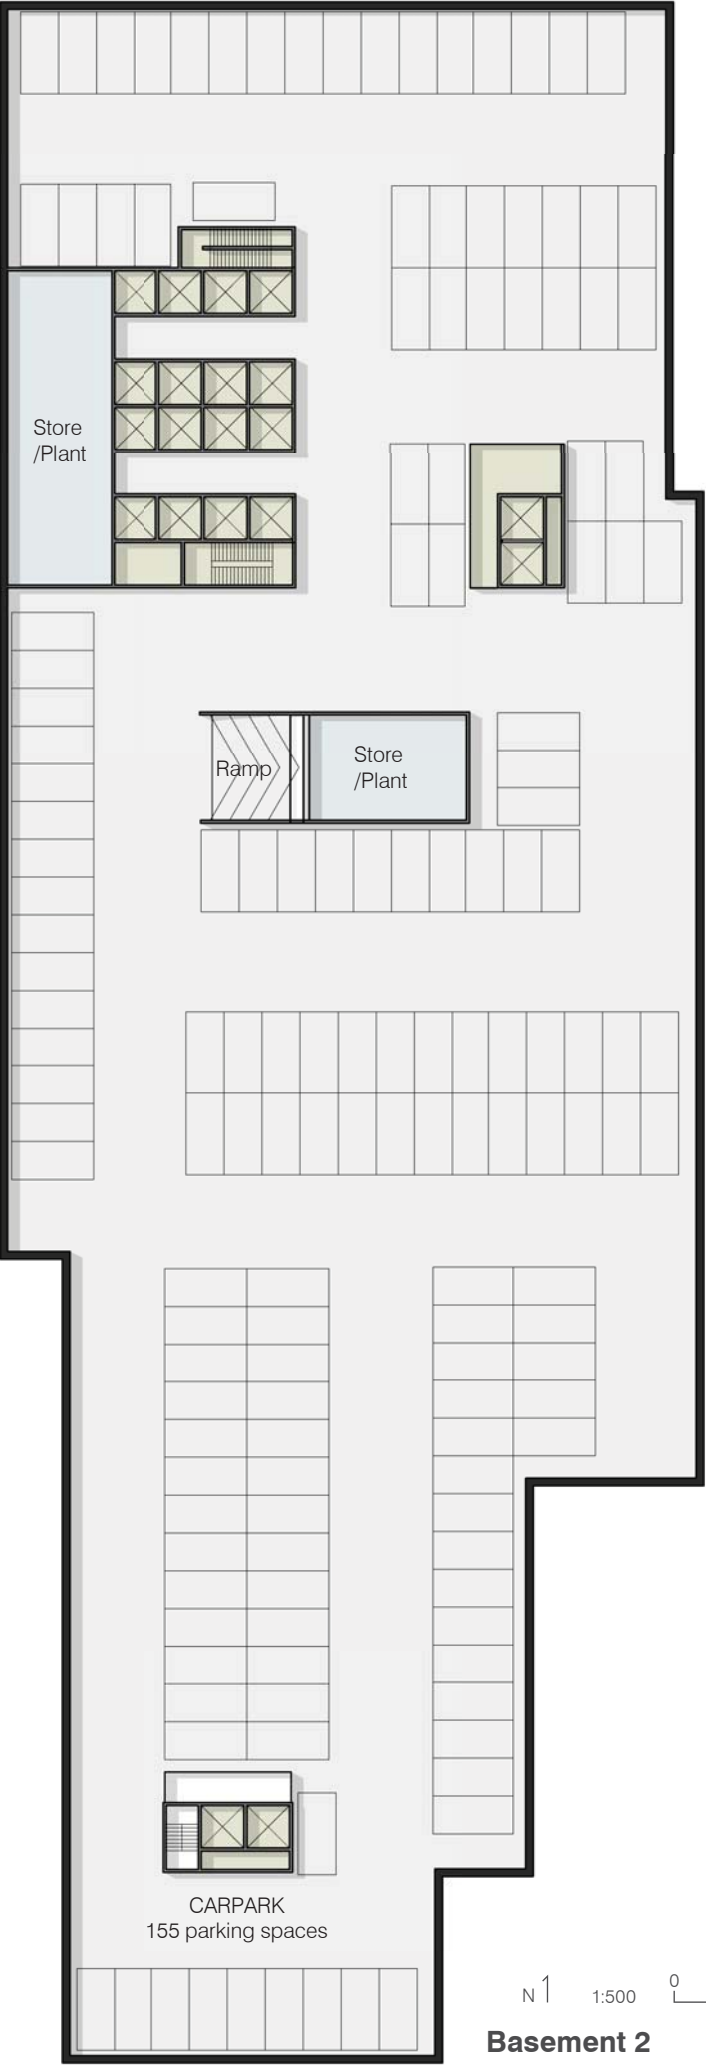 Store
/Plant
Ramp
Store
/Plant
CARPARK
155 parking spaces
N
1:500
0
Basement 2